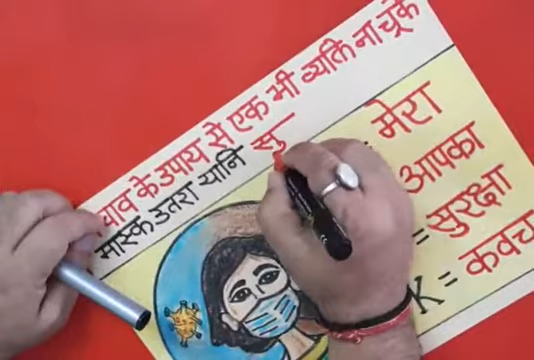 बचाव के उपाय से एक भी व्यक्ति ना चूके
मास्क उतरा यानि सु
मेरा
आपका
= सुरक्षा
K = कवच